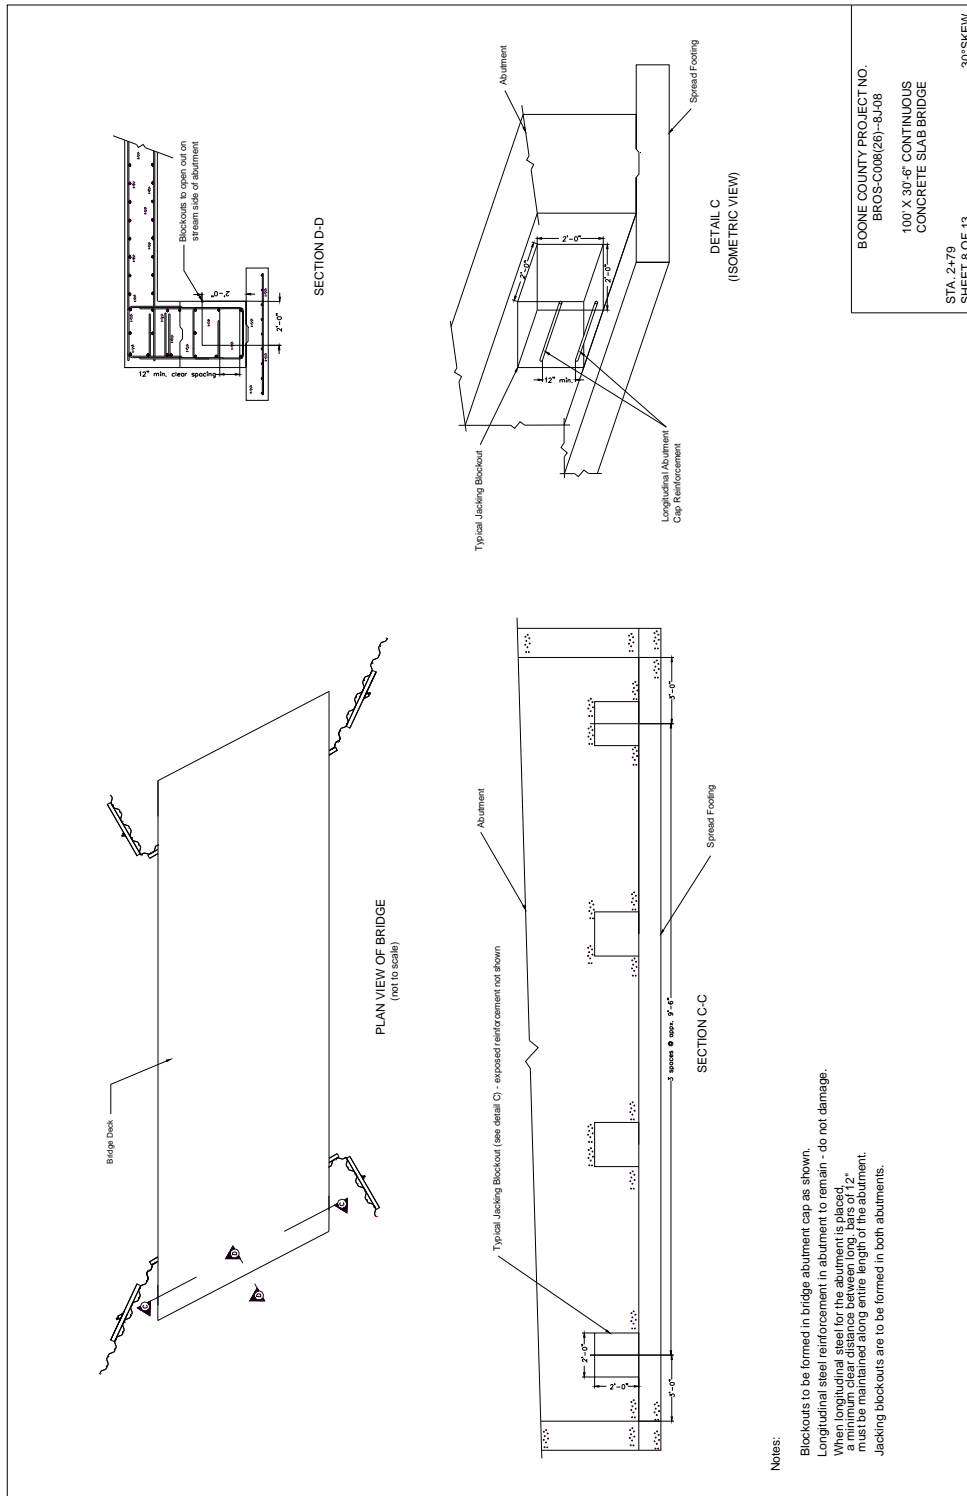 Bridge Deck
PLAN VIEW OF BRIDGE
(not to scale)
12" min. clear spacing
2'-0"
2'-0"
Blockouts to open out on
stream side of abutment
SECTION D-D
Typical Jacking Blockout (see detail C) - exposed reinforcement not shown
Abutment
2'-0"
2'-0"
3'-0"
3 spaces @ appx. 9'-6"
3'-0"
Spread Footing
SECTION C-C
Typical Jacking Blockout
Abutment
2'-0"
2'-0"
2'-0"
12" min.
Longitudinal Abutment
Cap Reinforcement
Spread Footing
DETAIL C
(ISOMETRIC VIEW)
Notes:
Blockouts to be formed in bridge abutment cap as shown.
Longitudinal steel reinforcement in abutment to remain - do not damage.
When longitudinal steel for the abutment is placed,
a minimum clear distance between long. bars of 12"
must be maintained along entire length of the abutment.
Jacking blockouts are to be formed in both abutments.
BOONE COUNTY PROJECT NO.
BROS-C008(26)--8J-08
100' X 30'-6" CONTINUOUS
CONCRETE SLAB BRIDGE
STA. 2+79
SHEET 8 OF 13
30°SKEW
C
C
D
D